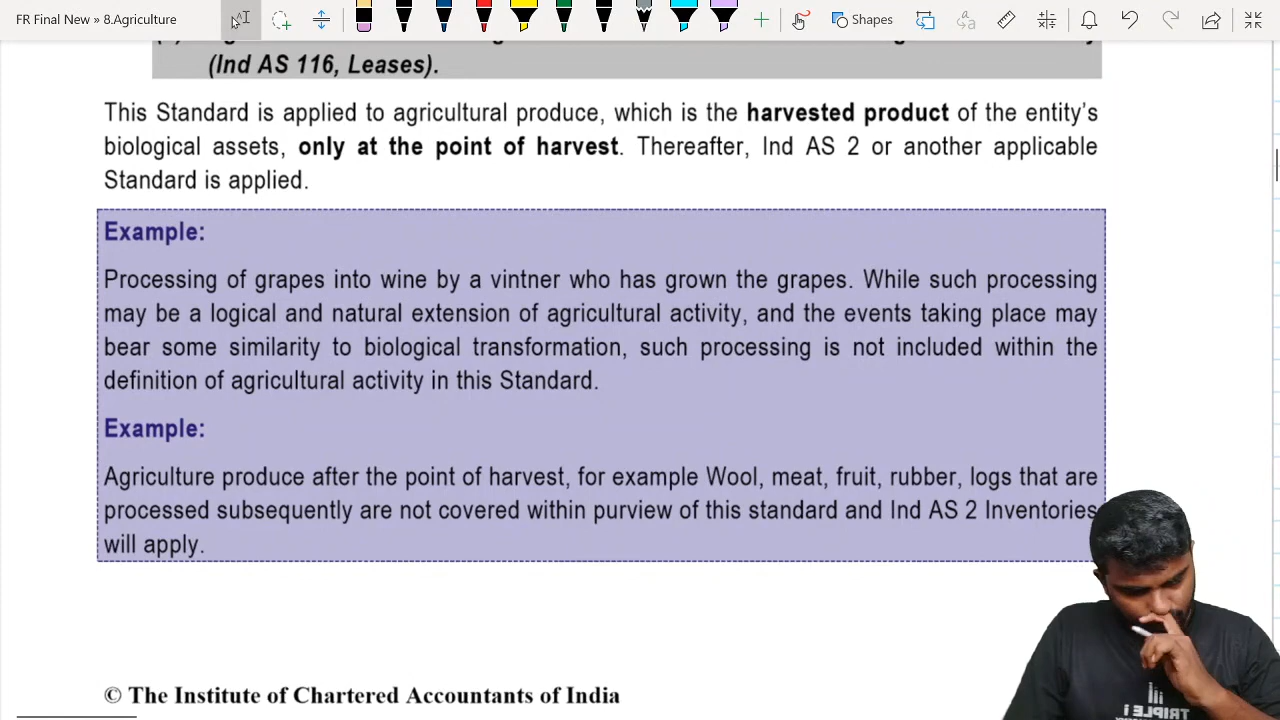 FR Final New » 8.Agriculture
Shapes
(Ind AS 116, Leases).
This Standard is applied to agricultural produce, which is the harvested product of the entity's
biological assets, only at the point of harvest. Thereafter, Ind AS 2 or another applicable
Standard is applied.
Example:
Processing of grapes into wine by a vintner who has grown the grapes. While such processing
may be a logical and natural extension of agricultural activity, and the events taking place may
bear some similarity to biological transformation, such processing is not included within the
definition of agricultural activity in this Standard.
Example:
Agriculture produce after the point of harvest, for example Wool, meat, fruit, rubber, logs that are
processed subsequently are not covered within purview of this standard and Ind AS 2 Inventories
will apply.
© The Institute of Chartered Accountants of India
TRIPLE i